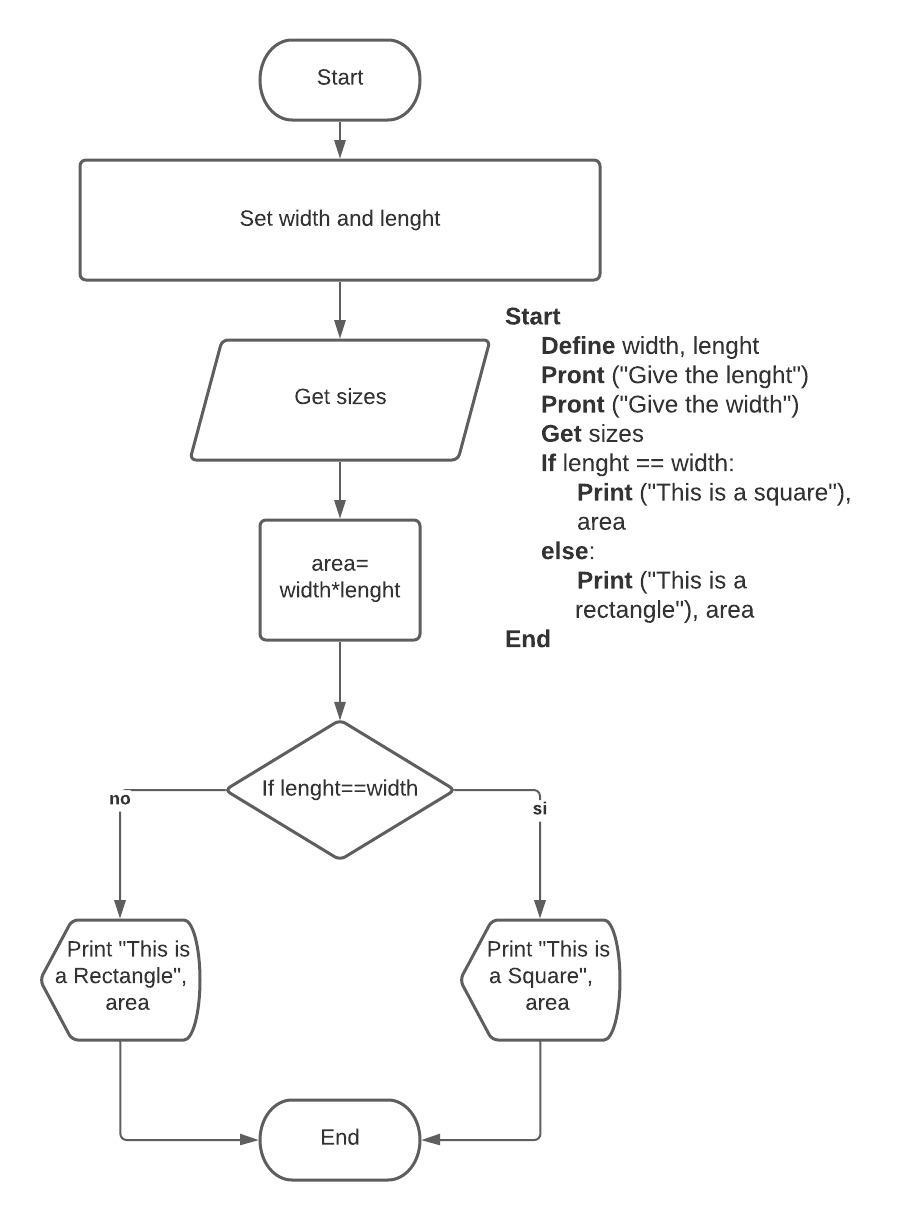 Start
Set width and lenght
Get sizes
area=
width*lenght
If lenght==width
no
si
Print "This is
a Rectangle",
area
Print "This is
a Square",
area
End
Start
Define width, lenght
Pront ("Give the lenght")
Pront ("Give the width")
Get sizes
If lenght == width:
Print ("This is a square"),
area
else:
Print ("This is a
rectangle"), area
End